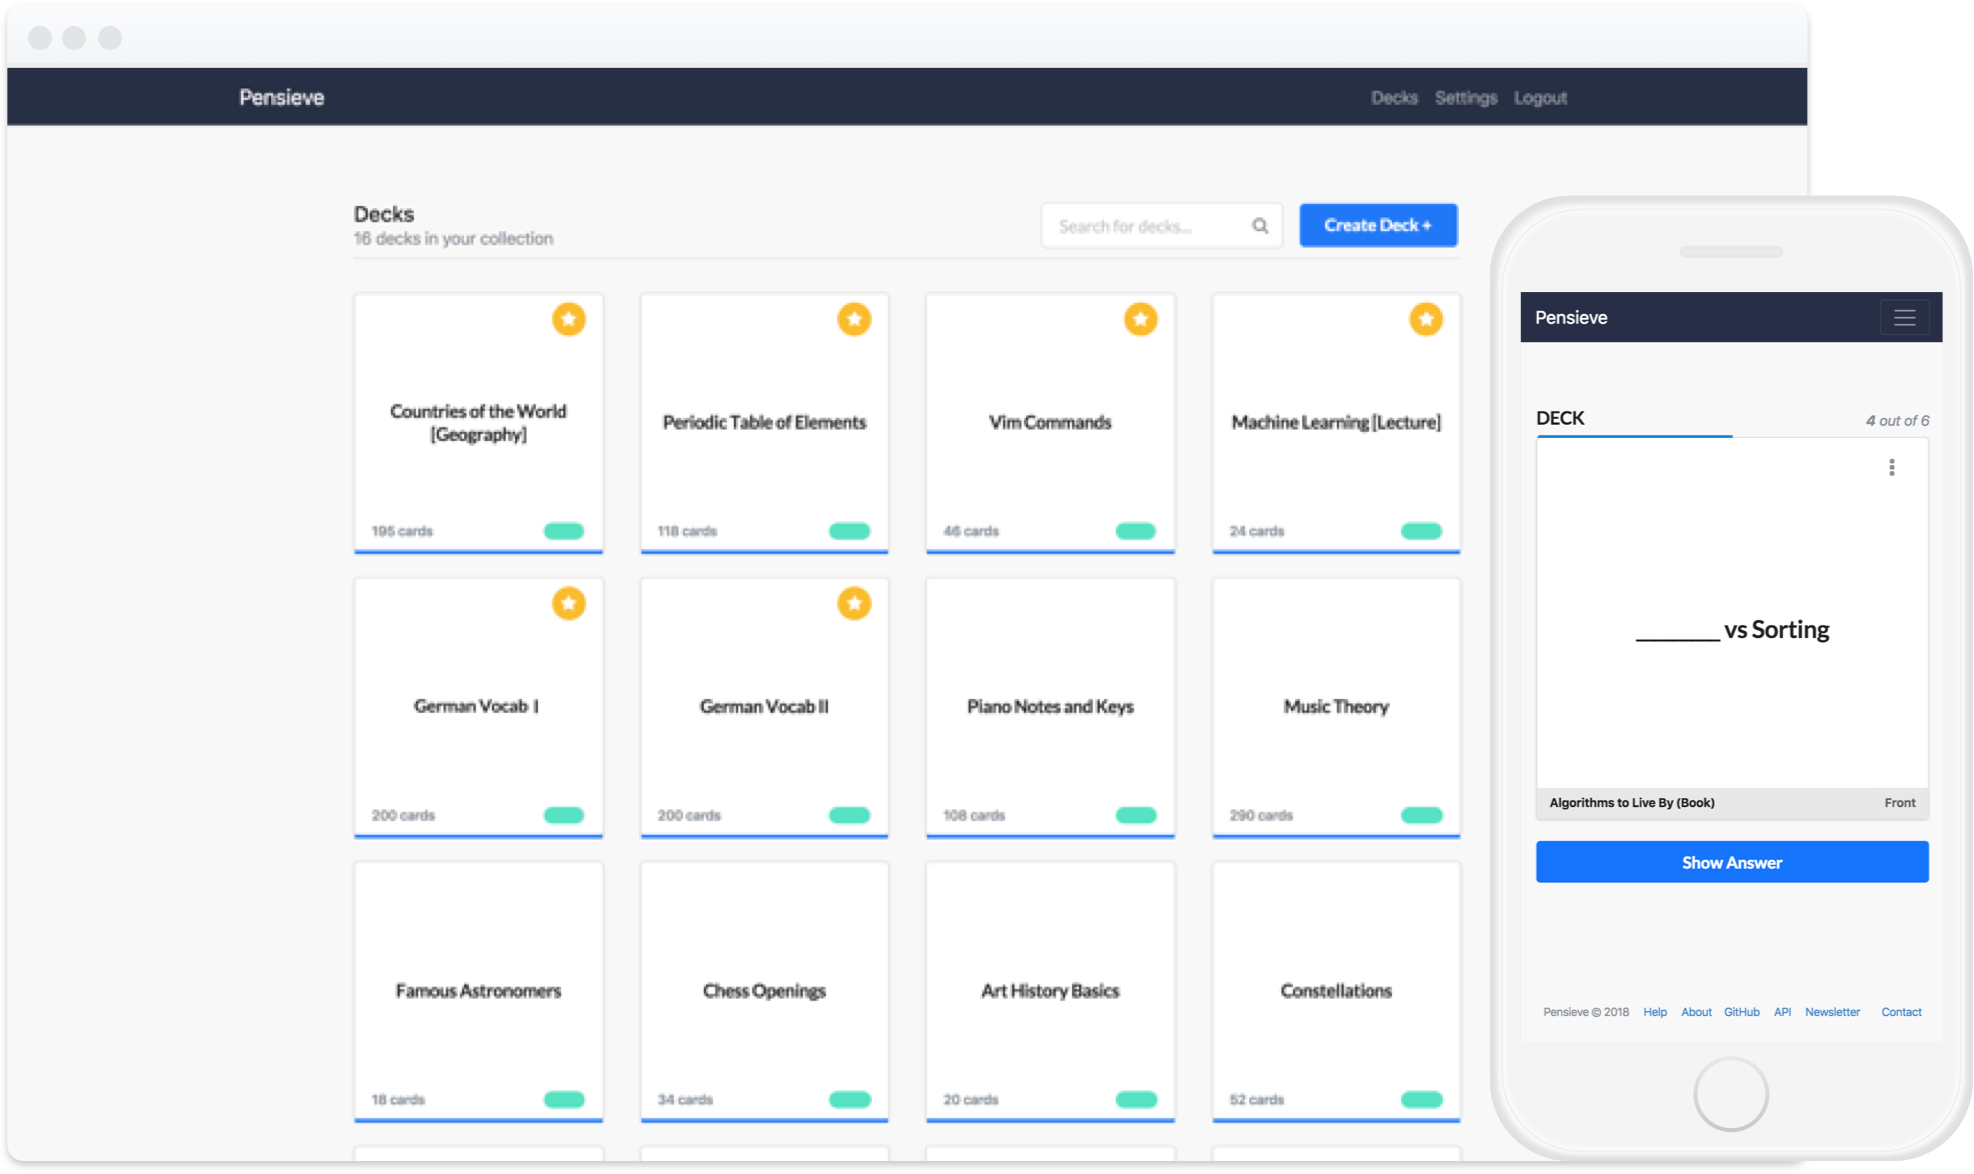 Pensieve
Decks Settings Logout
Decks
16 decks in your collection
Search for decks...
Create Deck +
Countries of the World
[Geography]
195 cards
Periodic Table of Elements
118 cards
Vim Commands
46 cards
Machine Learning [Lecture]
24 cards
German Vocab I
200 cards
German Vocab II
200 cards
Piano Notes and Keys
108 cards
Music Theory
290 cards
Famous Astronomers
18 cards
Chess Openings
34 cards
Art History Basics
20 cards
Constellations
52 cards
Pensieve
DECK
4 out of 6
________ vs Sorting
Algorithms to Live By (Book)
Front
Show Answer
Pensieve © 2018 Help About GitHub API Newsletter Contact